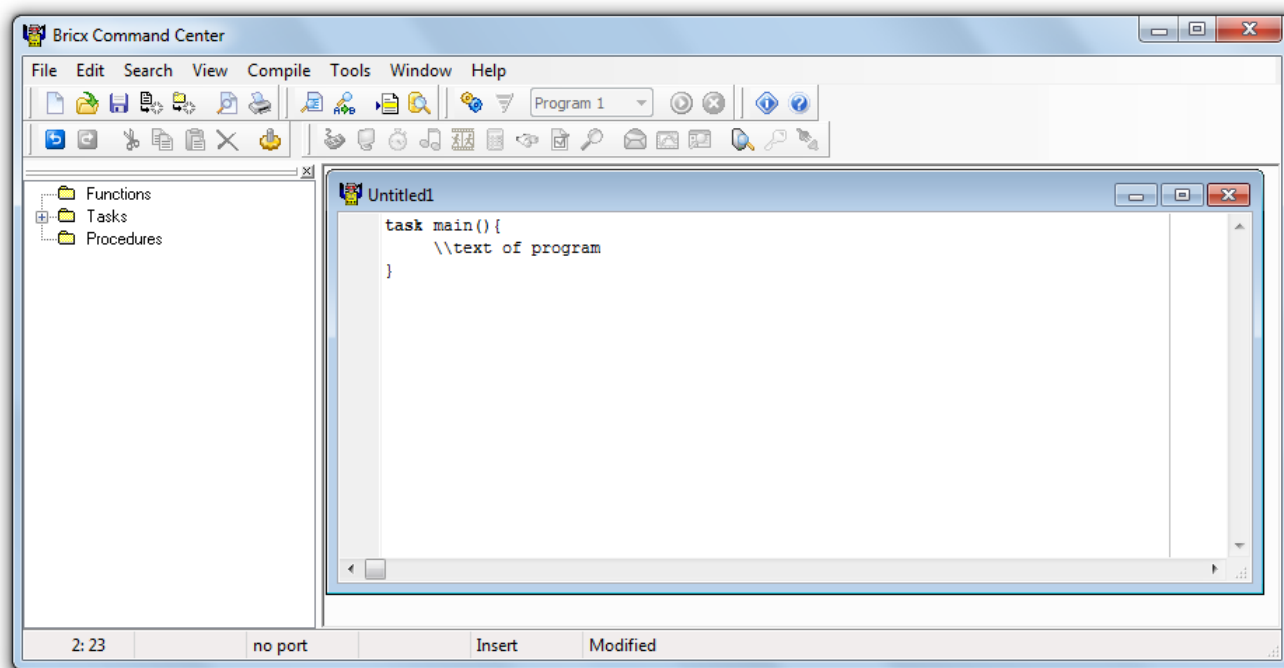 Bricx Command Center
File Edit Search View Compile Tools Window Help
Program 1
Functions
Tasks
Procedures
Untitled1
task main(){
\\text of program
}
2: 23 no port Insert Modified